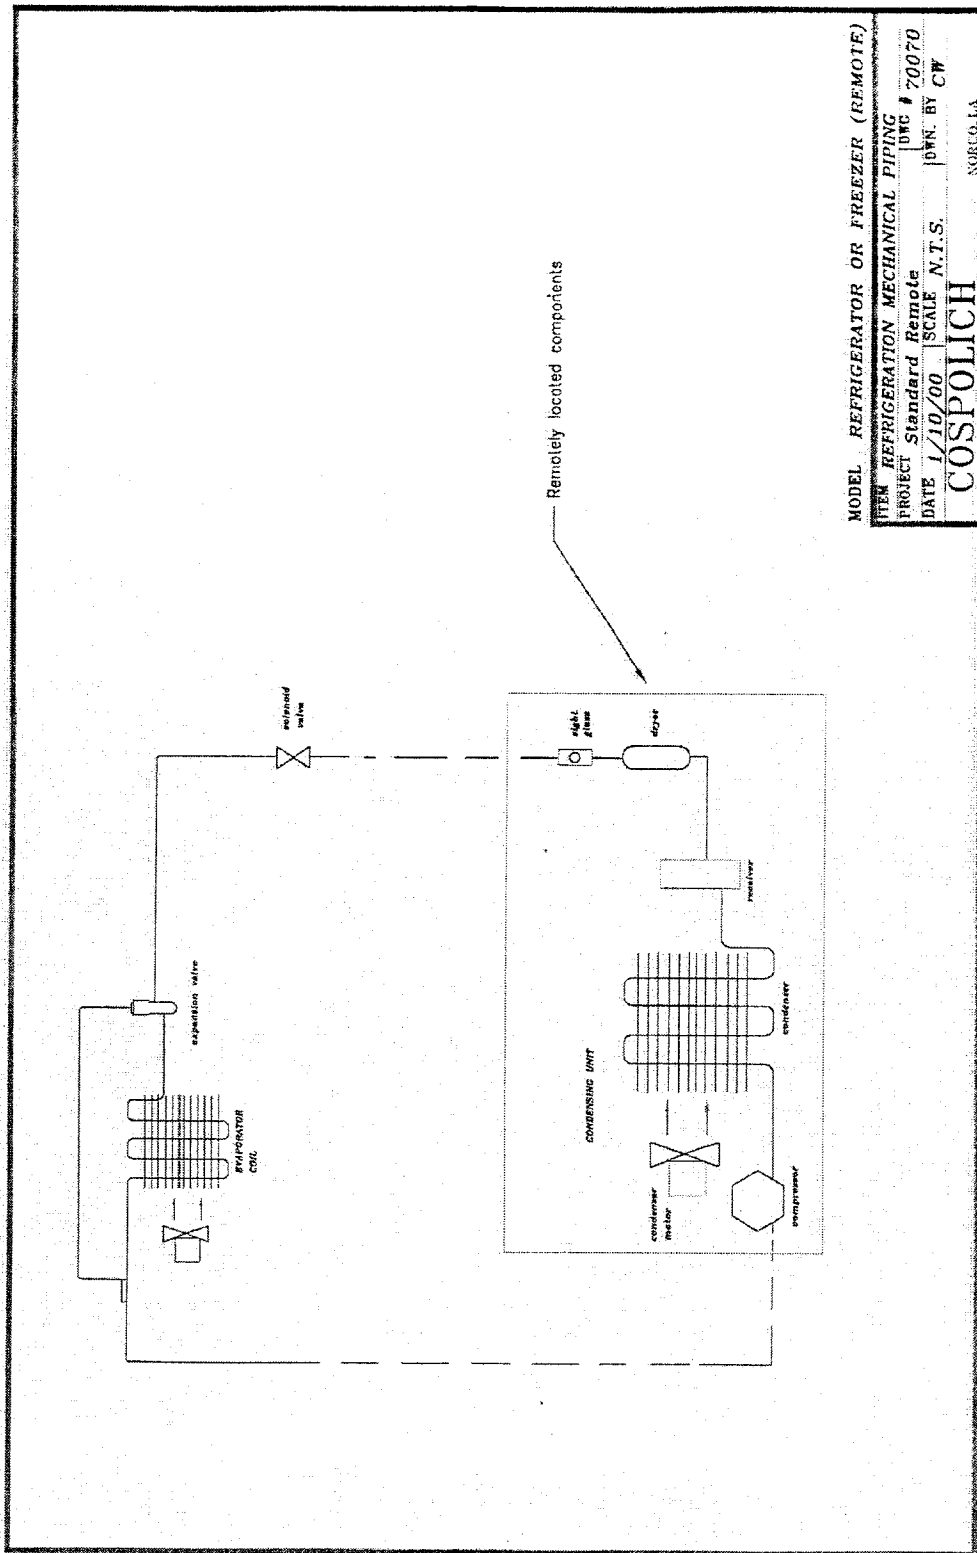 Remotely located components
solenoid
valve
sight
glass
dryer
expansion valve
receiver
EVAPORATOR
COIL
CONDENSING UNIT
condenser
condenser
motor
compressor
MODEL REFRIGERATOR OR FREEZER (REMOTE)
ITEM REFRIGERATION MECHANICAL PIPING
PROJECT Standard Remote DWG # 70070
DATE 1/10/00 SCALE N.T.S. DWN. BY CW
COSPOLICH NORCO, LA